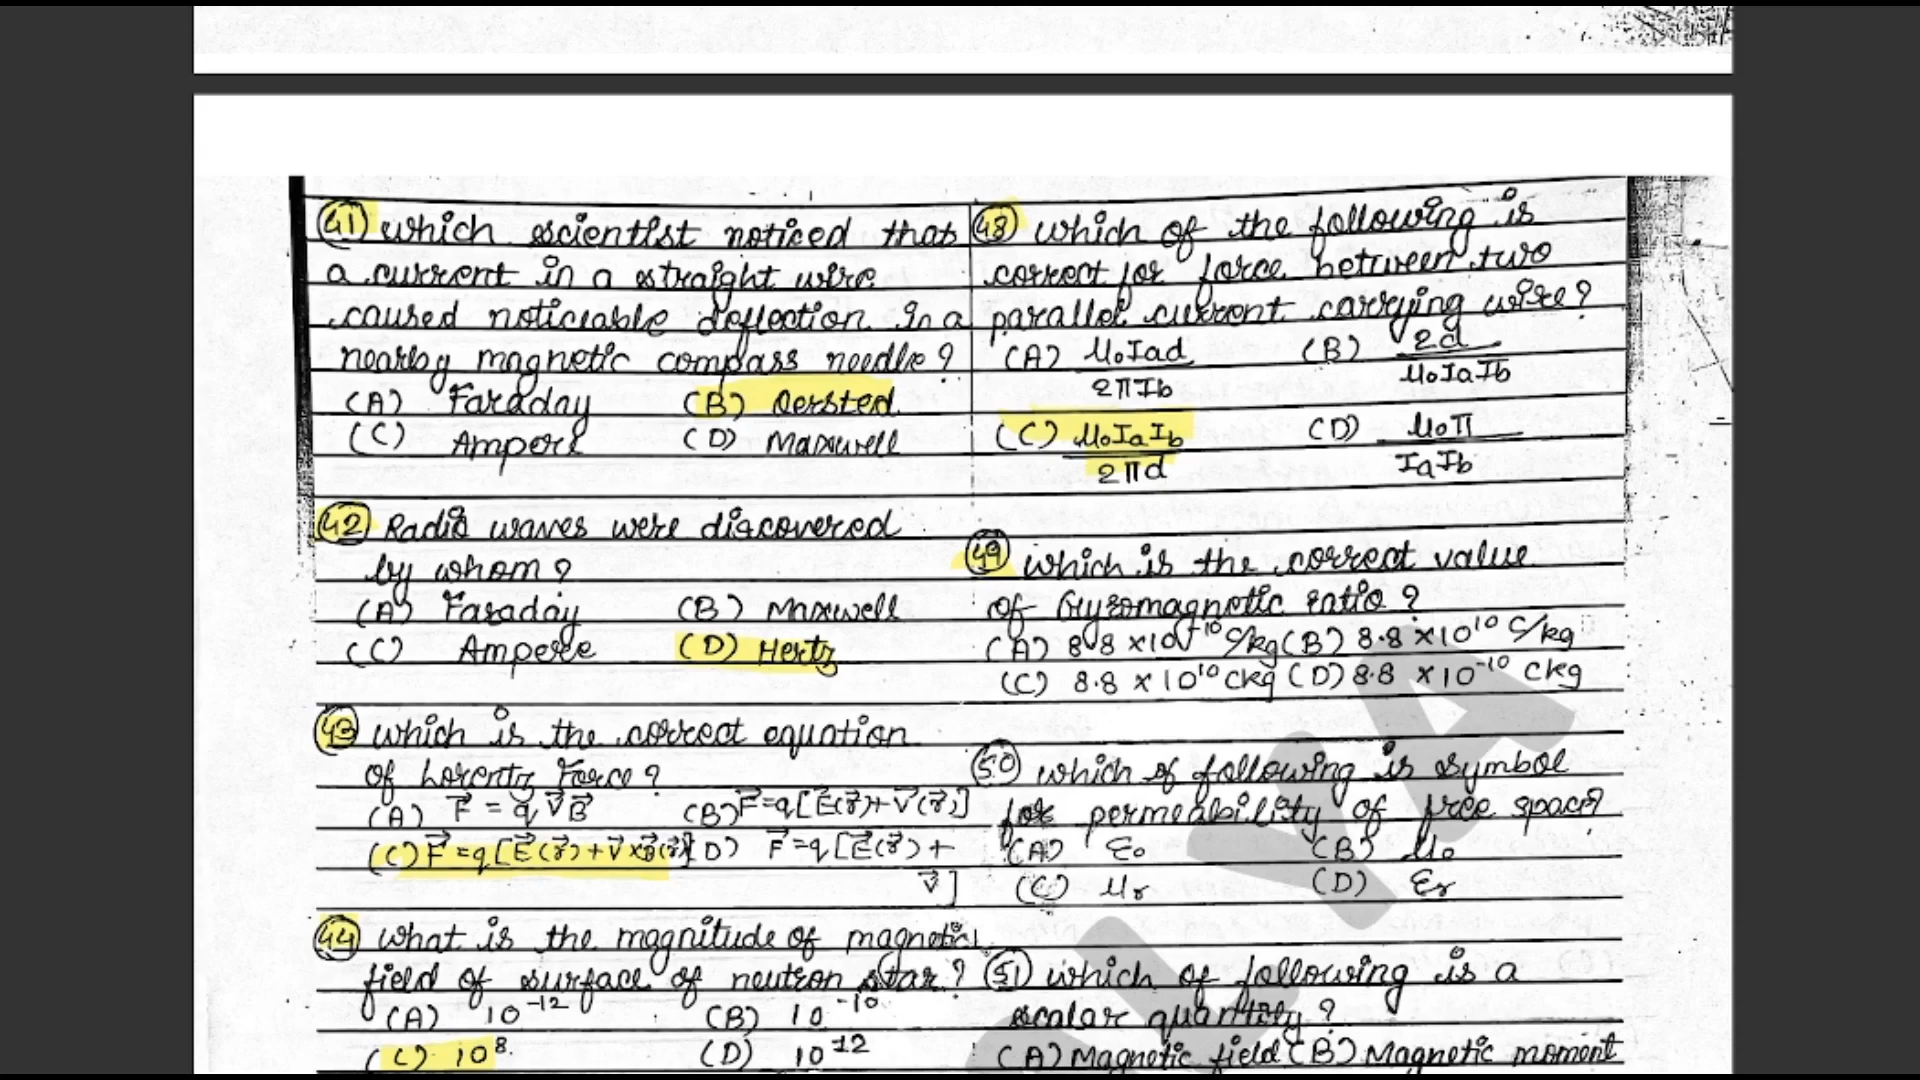 41 which scientist noticed that
a current in a straight wire
caused noticeable deflection in a
nearby magnetic compass needle?
(A) Faraday (B) Oersted
(C) Ampere (D) Maxwell
42 Radio waves were discovered
by whom?
(A) Faraday (B) Maxwell
(C) Ampere (D) Hertz
43 which is the correct equation
of Lorentz Force?
(A) F⃗ = q V⃗B⃗ (B) F⃗=q[E⃗(r⃗)+V⃗(r⃗)]
(C) F⃗=q[E⃗(r⃗)+V⃗×B⃗(r⃗)] (D) F⃗=q[E⃗(r⃗)+
V⃗]
44 what is the magnitude of magnetic
field of surface of neutron star?
(A) 10⁻¹² (B) 10⁻¹⁰
(C) 10⁸ (D) 10¹²
48 which of the following is
correct for force between two
parallel current carrying wire?
(A) μ₀Iad (B) 2d
2πIb μ₀IaIb
(C) μ₀IaIb (D) μ₀π
2πd IaIb
49 which is the correct value
of Gyromagnetic ratio?
(A) 8.8 ×10⁻¹⁰ C/kg (B) 8.8 ×10¹⁰ C/kg
(C) 8.8 × 10¹⁰ Ckg (D) 8.8 ×10⁻¹⁰ Ckg
50 which of following is symbol
for permeability of free space?
(A) ε₀ (B) μ₀
(C) μr (D) εr
51 which of following is a
scalar quantity?
(A) Magnetic field (B) Magnetic moment
LYA